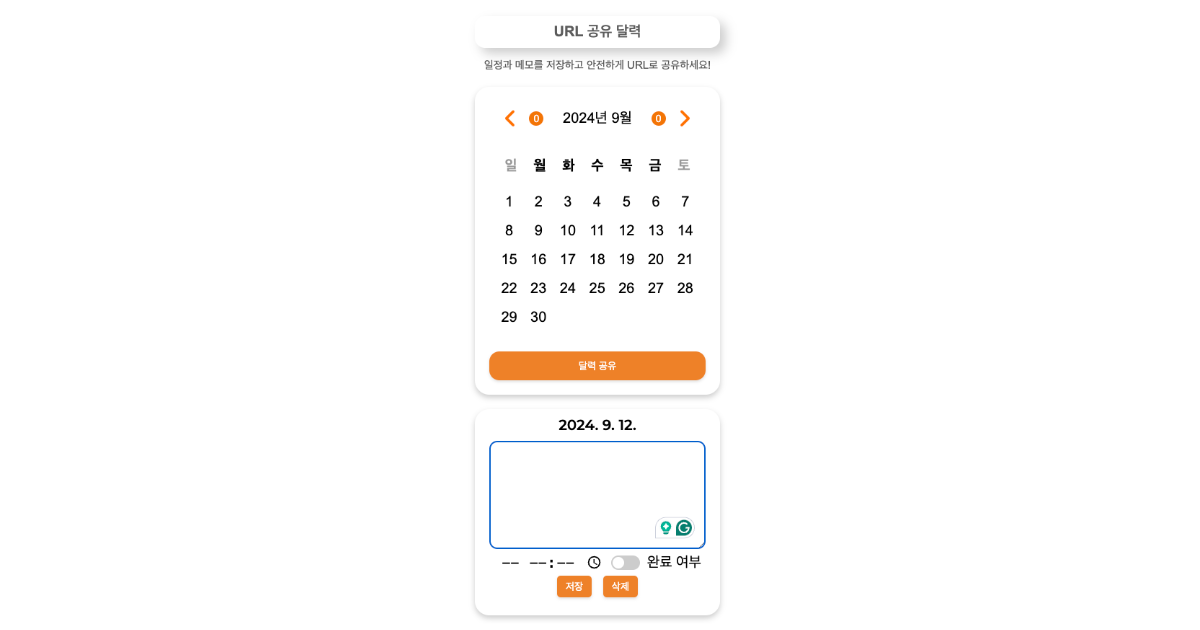 URL 공유 달력
일정과 메모를 저장하고 안전하게 URL로 공유하세요!
0 2024년 9월 0
일 월 화 수 목 금 토
1 2 3 4 5 6 7
8 9 10 11 12 13 14
15 16 17 18 19 20 21
22 23 24 25 26 27 28
29 30
달력 공유
2024. 9. 12.
-- --:-- 완료 여부
저장 삭제